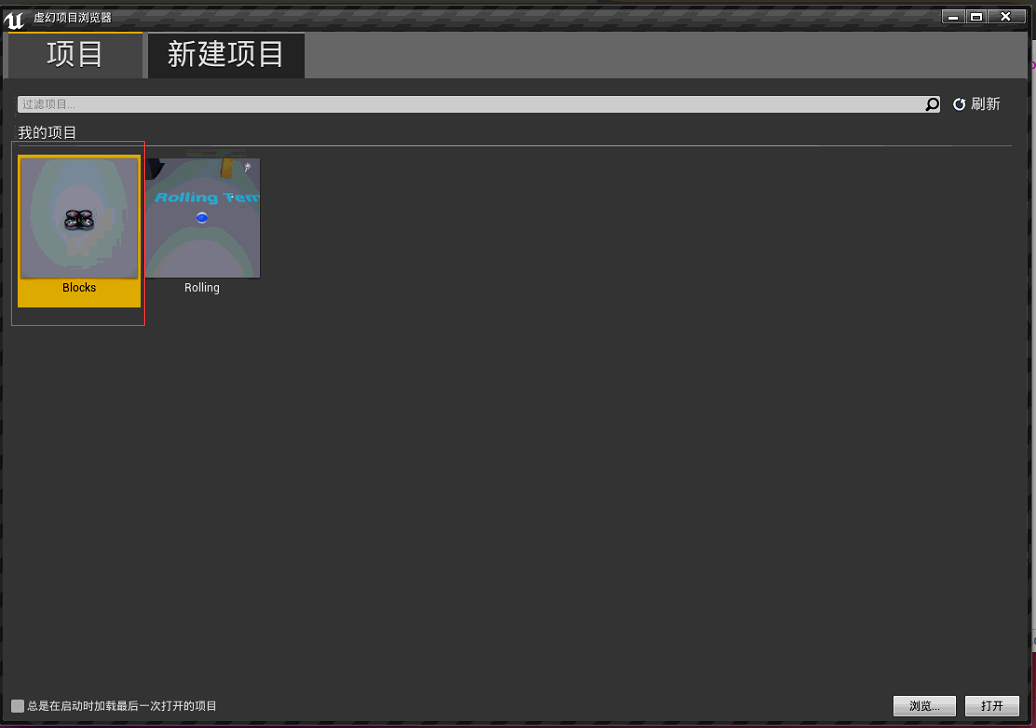 虚幻项目浏览器
项目
新建项目
过滤项目...
刷新
我的项目
Rolling Tem
Blocks
Rolling
总是在启动时加载最后一次打开的项目
浏览...
打开